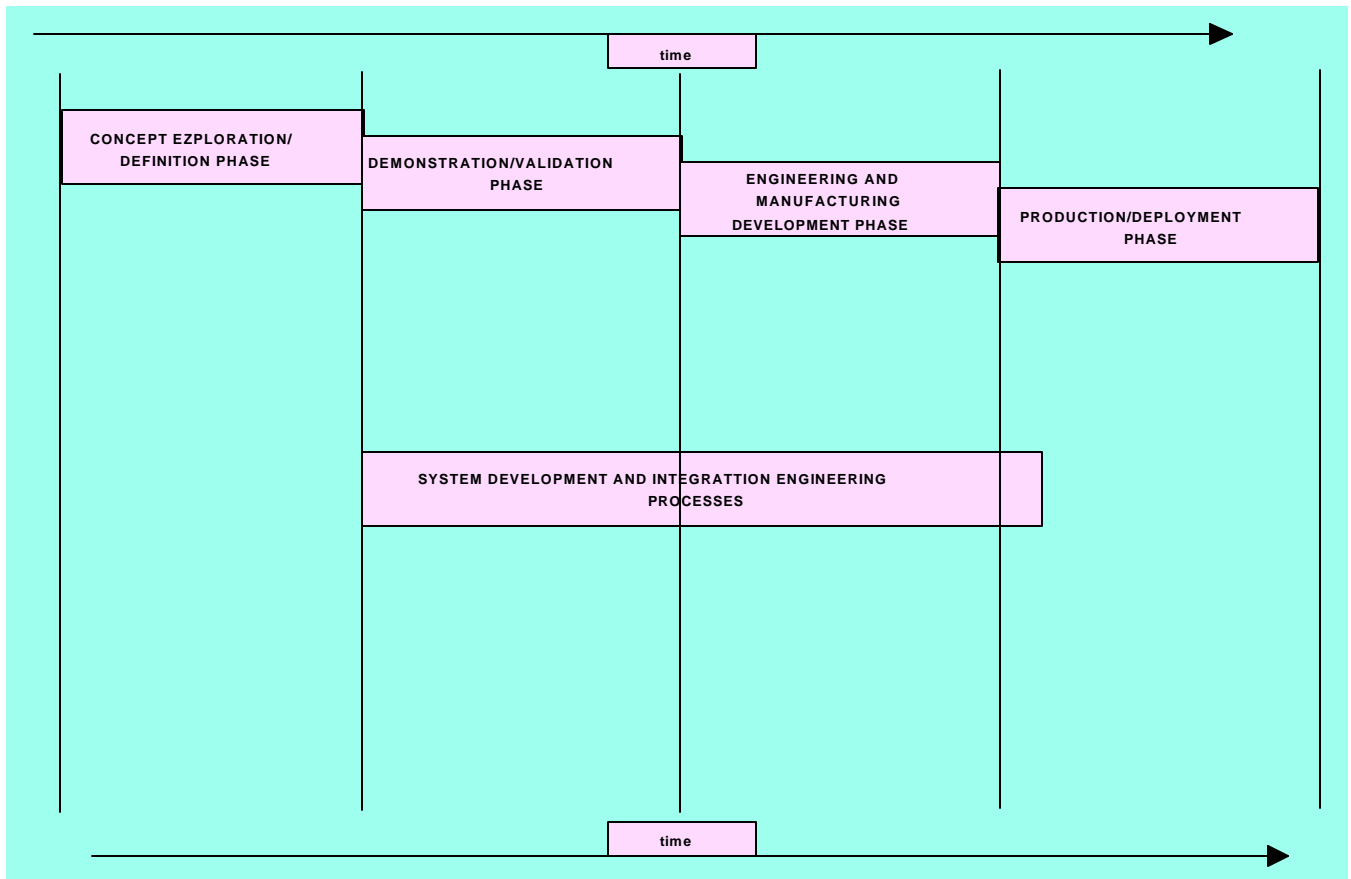 time
CONCEPT EZPLORATION/
DEFINITION PHASE
DEMONSTRATION/VALIDATION
PHASE
ENGINEERING AND
MANUFACTURING
DEVELOPMENT PHASE
PRODUCTION/DEPLOYMENT
PHASE
SYSTEM DEVELOPMENT AND INTEGRATTION ENGINEERING
PROCESSES
time